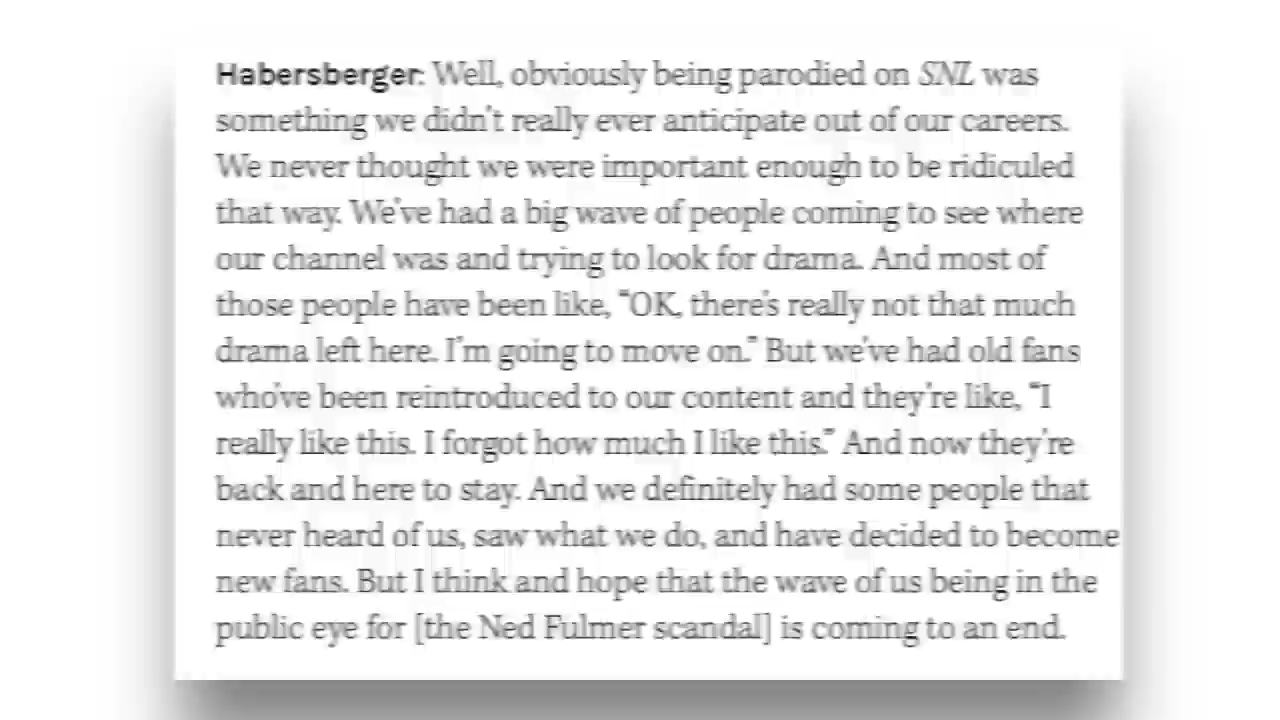 Habersberger: Well, obviously being parodied on SNL was
something we didn't really ever anticipate out of our careers.
We never thought we were important enough to be ridiculed
that way. We've had a big wave of people coming to see where
our channel was and trying to look for drama. And most of
those people have been like, “OK, there's really not that much
drama left here. I'm going to move on.” But we've had old fans
who've been reintroduced to our content and they're like, “I
really like this. I forgot how much I like this.” And now they're
back and here to stay. And we definitely had some people that
never heard of us, saw what we do, and have decided to become
new fans. But I think and hope that the wave of us being in the
public eye for [the Ned Fulmer scandal] is coming to an end.